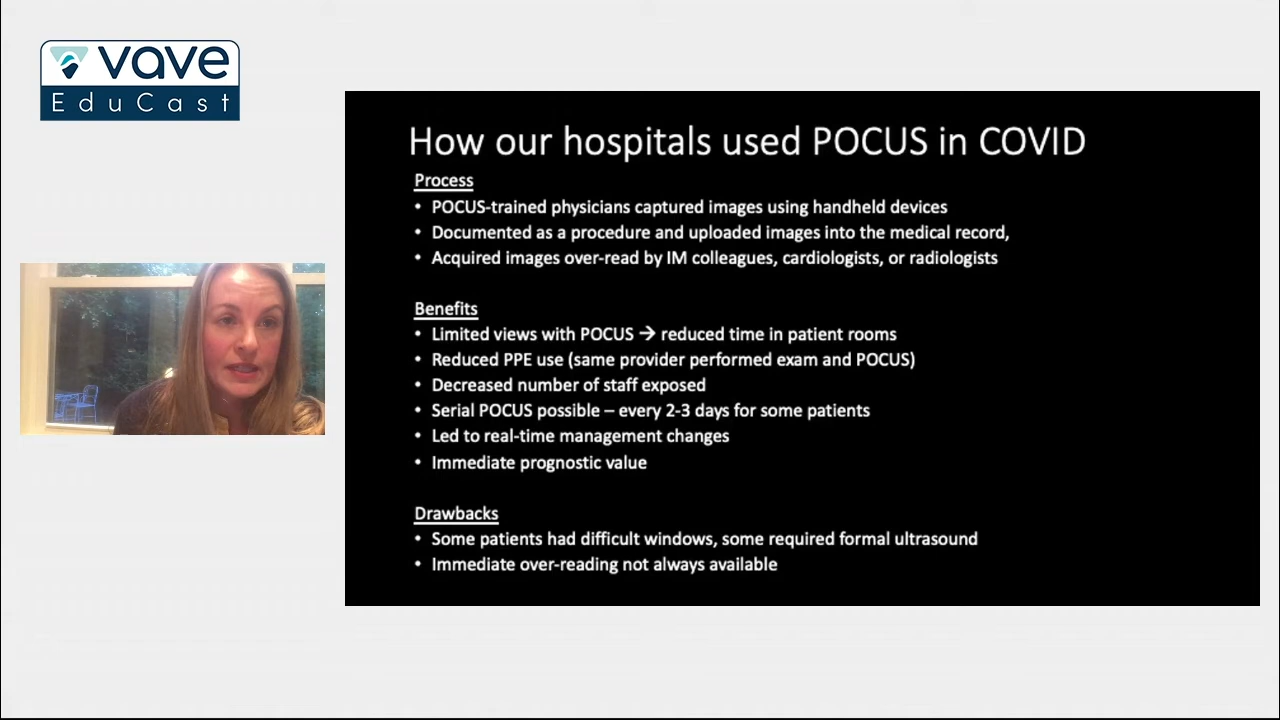 vave
EduCast
How our hospitals used POCUS in COVID
Process
• POCUS-trained physicians captured images using handheld devices
• Documented as a procedure and uploaded images into the medical record,
• Acquired images over-read by IM colleagues, cardiologists, or radiologists
Benefits
• Limited views with POCUS → reduced time in patient rooms
• Reduced PPE use (same provider performed exam and POCUS)
• Decreased number of staff exposed
• Serial POCUS possible – every 2-3 days for some patients
• Led to real-time management changes
• Immediate prognostic value
Drawbacks
• Some patients had difficult windows, some required formal ultrasound
• Immediate over-reading not always available